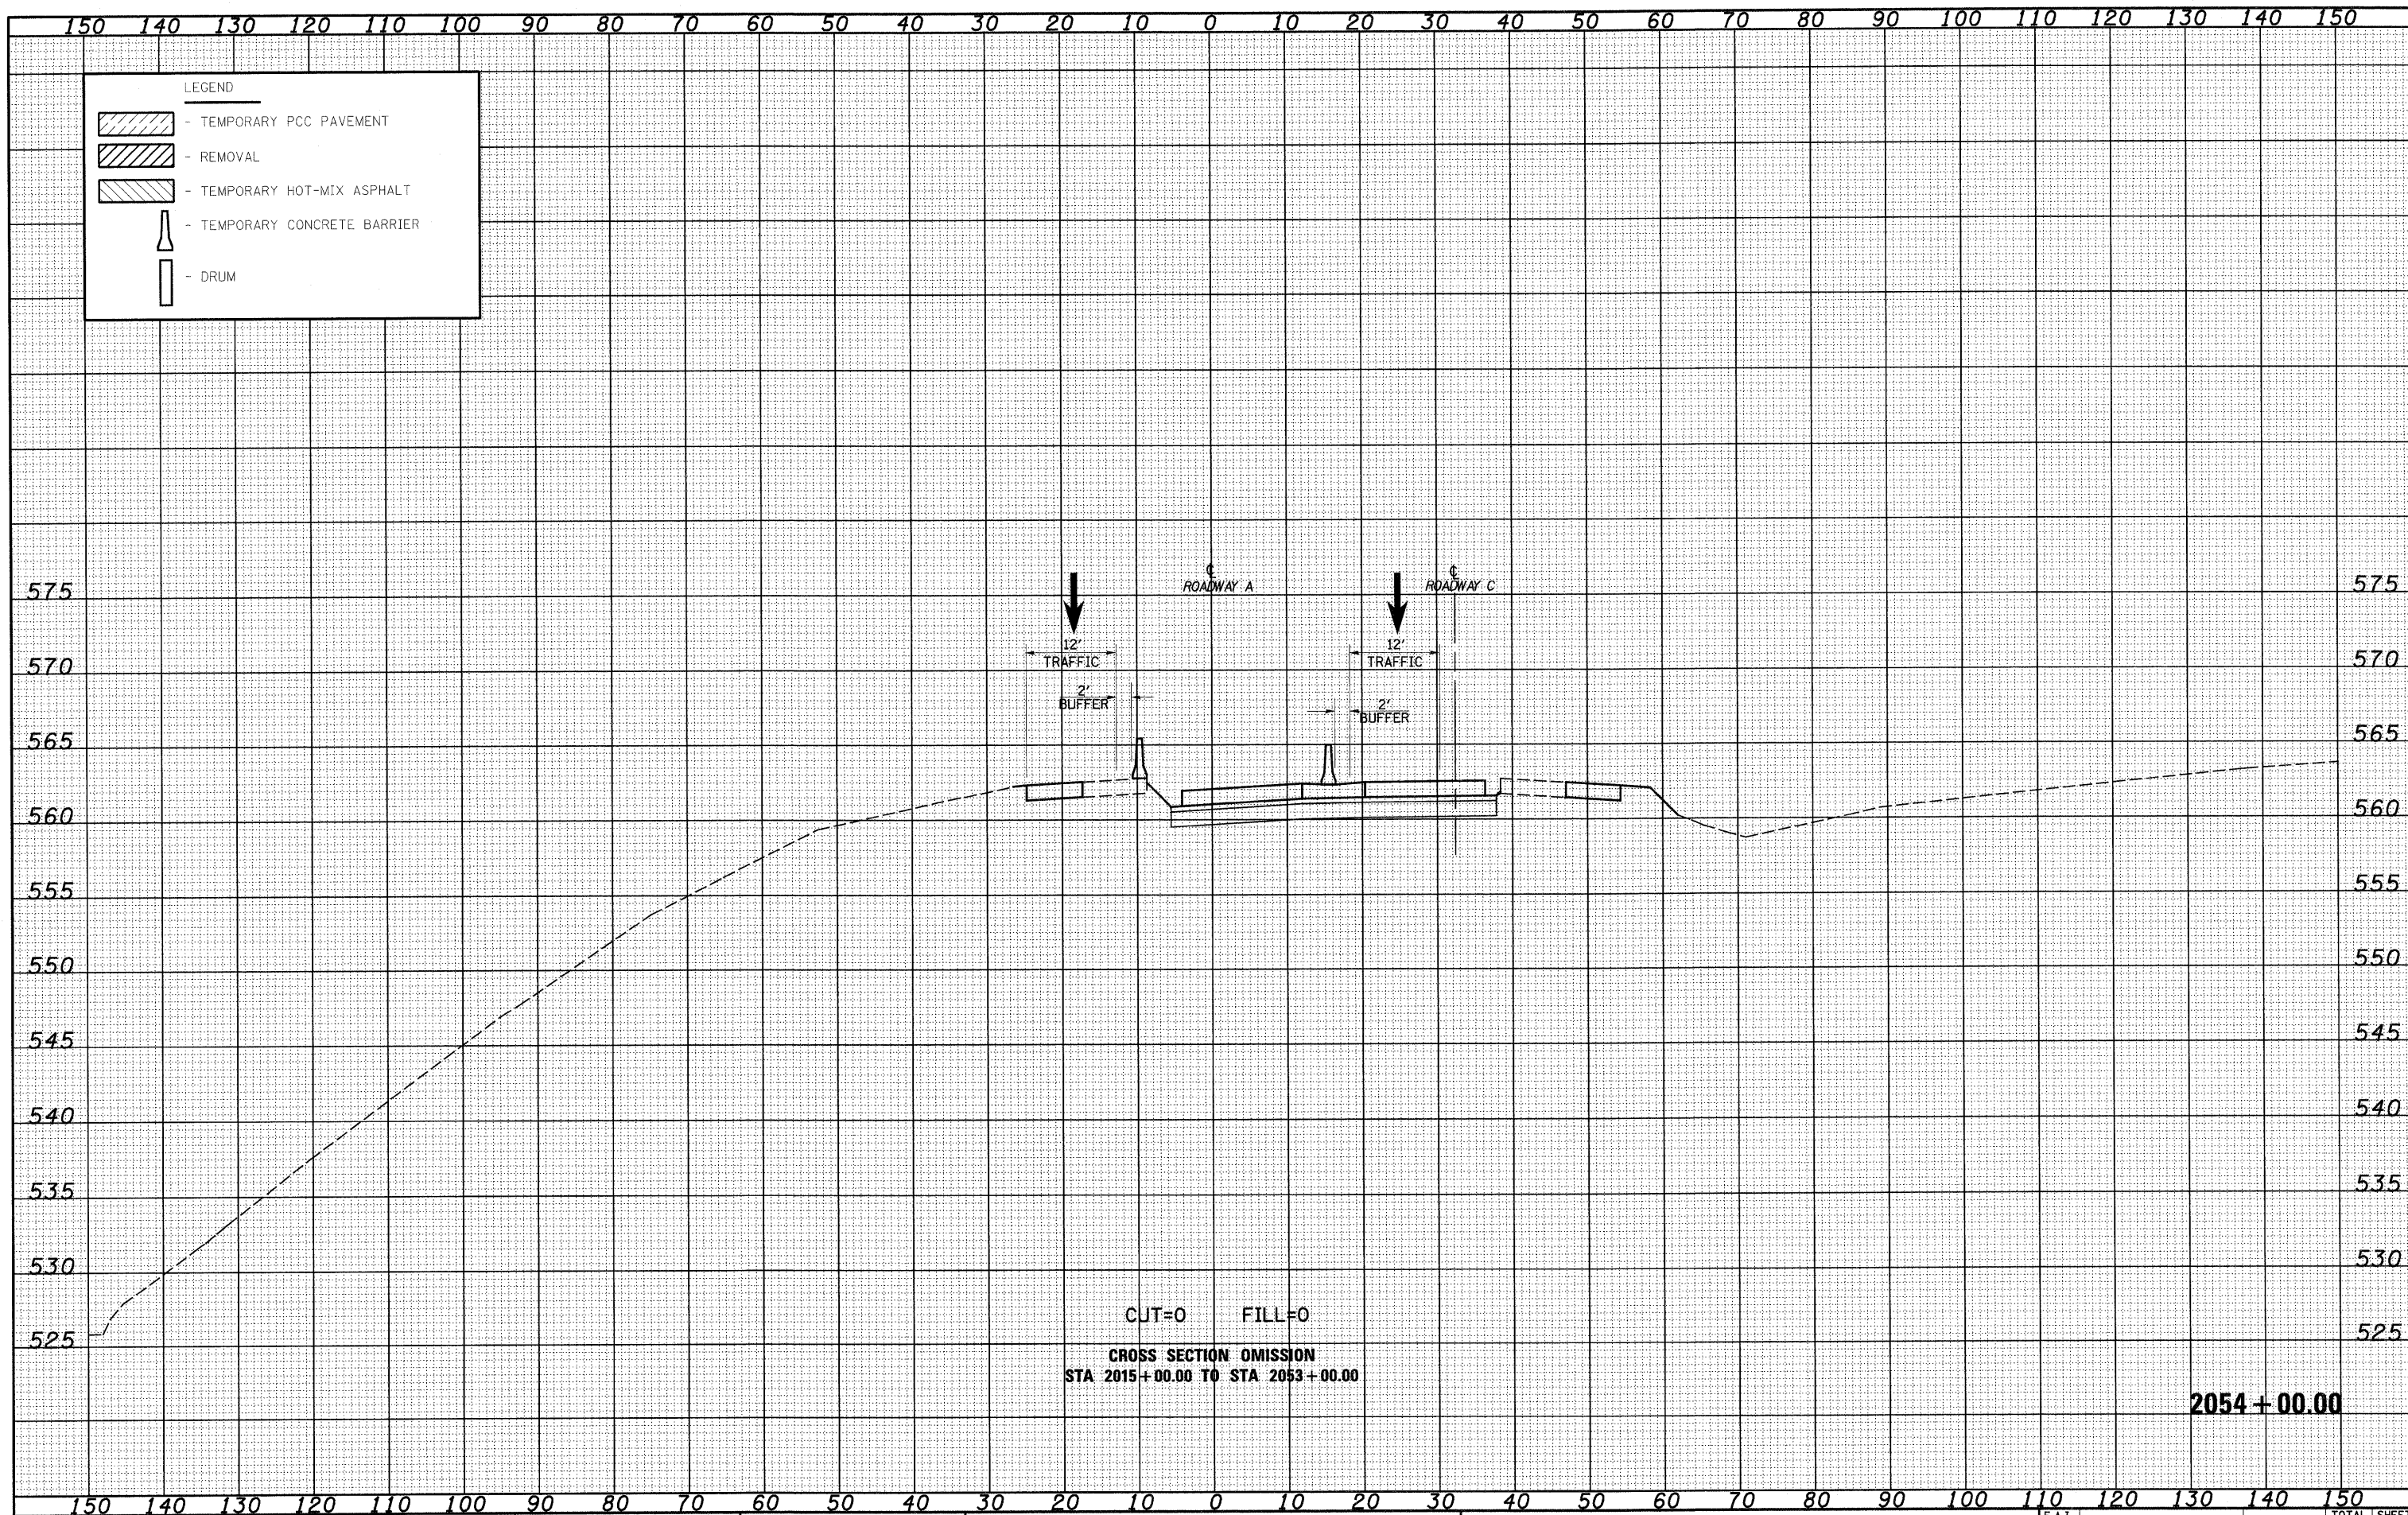 150 140 130 120 110 100 90 80 70 60 50 40 30 20 10 0 10 20 30 40 50 60 70 80 90 100 110 120 130 140 150
LEGEND
- TEMPORARY PCC PAVEMENT
- REMOVAL
- TEMPORARY HOT-MIX ASPHALT
- TEMPORARY CONCRETE BARRIER
- DRUM
℄ ℄
575 ROADWAY A ROADWAY C 575
12' 12'
TRAFFIC TRAFFIC
570 570
2' 2'
BUFFER BUFFER
565 565
560 560
555 555
550 550
545 545
540 540
535 535
530 530
CUT=0 FILL=0
525 525
CROSS SECTION OMISSION
STA 2015+00.00 TO STA 2053+00.00
2054+00.00
150 140 130 120 110 100 90 80 70 60 50 40 30 20 10 0 10 20 30 40 50 60 70 80 90 100 110 120 130 140 150
F.A.I. TOTAL SHEET